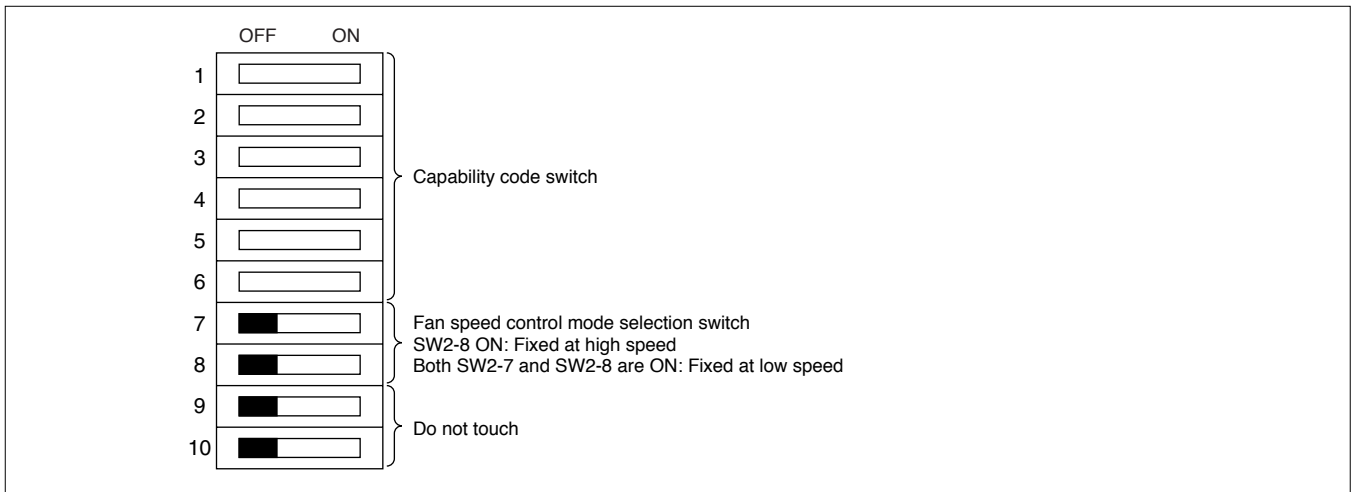 OFF ON
1
2
3
4
5
6
Capability code switch
7
8
Fan speed control mode selection switch
SW2-8 ON: Fixed at high speed
Both SW2-7 and SW2-8 are ON: Fixed at low speed
9
10
Do not touch